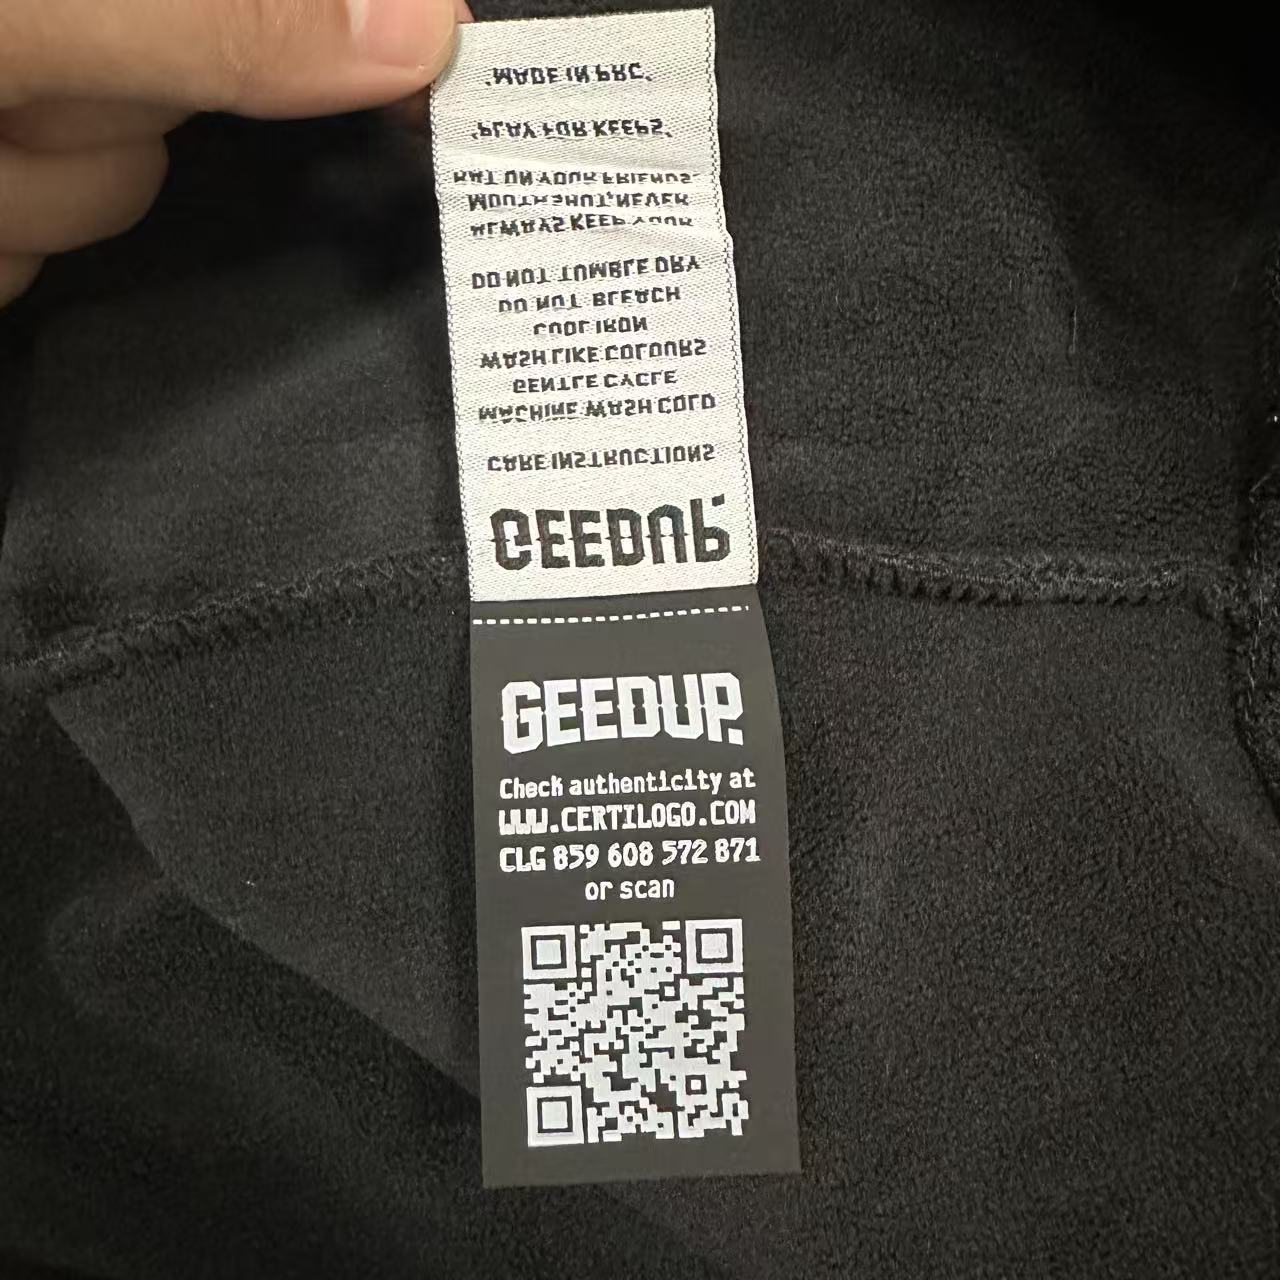 GEEDUP.
CARE INSTRUCTIONS
MACHINE WASH COLD
GENTLE CYCLE
WASH LIKE COLOURS
COOL IRON
DO NOT BLEACH
DO NOT TUMBLE DRY
ALWAYS KEEP YOUR
MOUTH SHUT, NEVER
RAT ON YOUR FRIENDS
'PLAY FOR KEEPS'
'MADE IN PRC'
GEEDUP.
Check authenticity at
WWW.CERTILOGO.COM
CLG 859 608 572 871
or scan